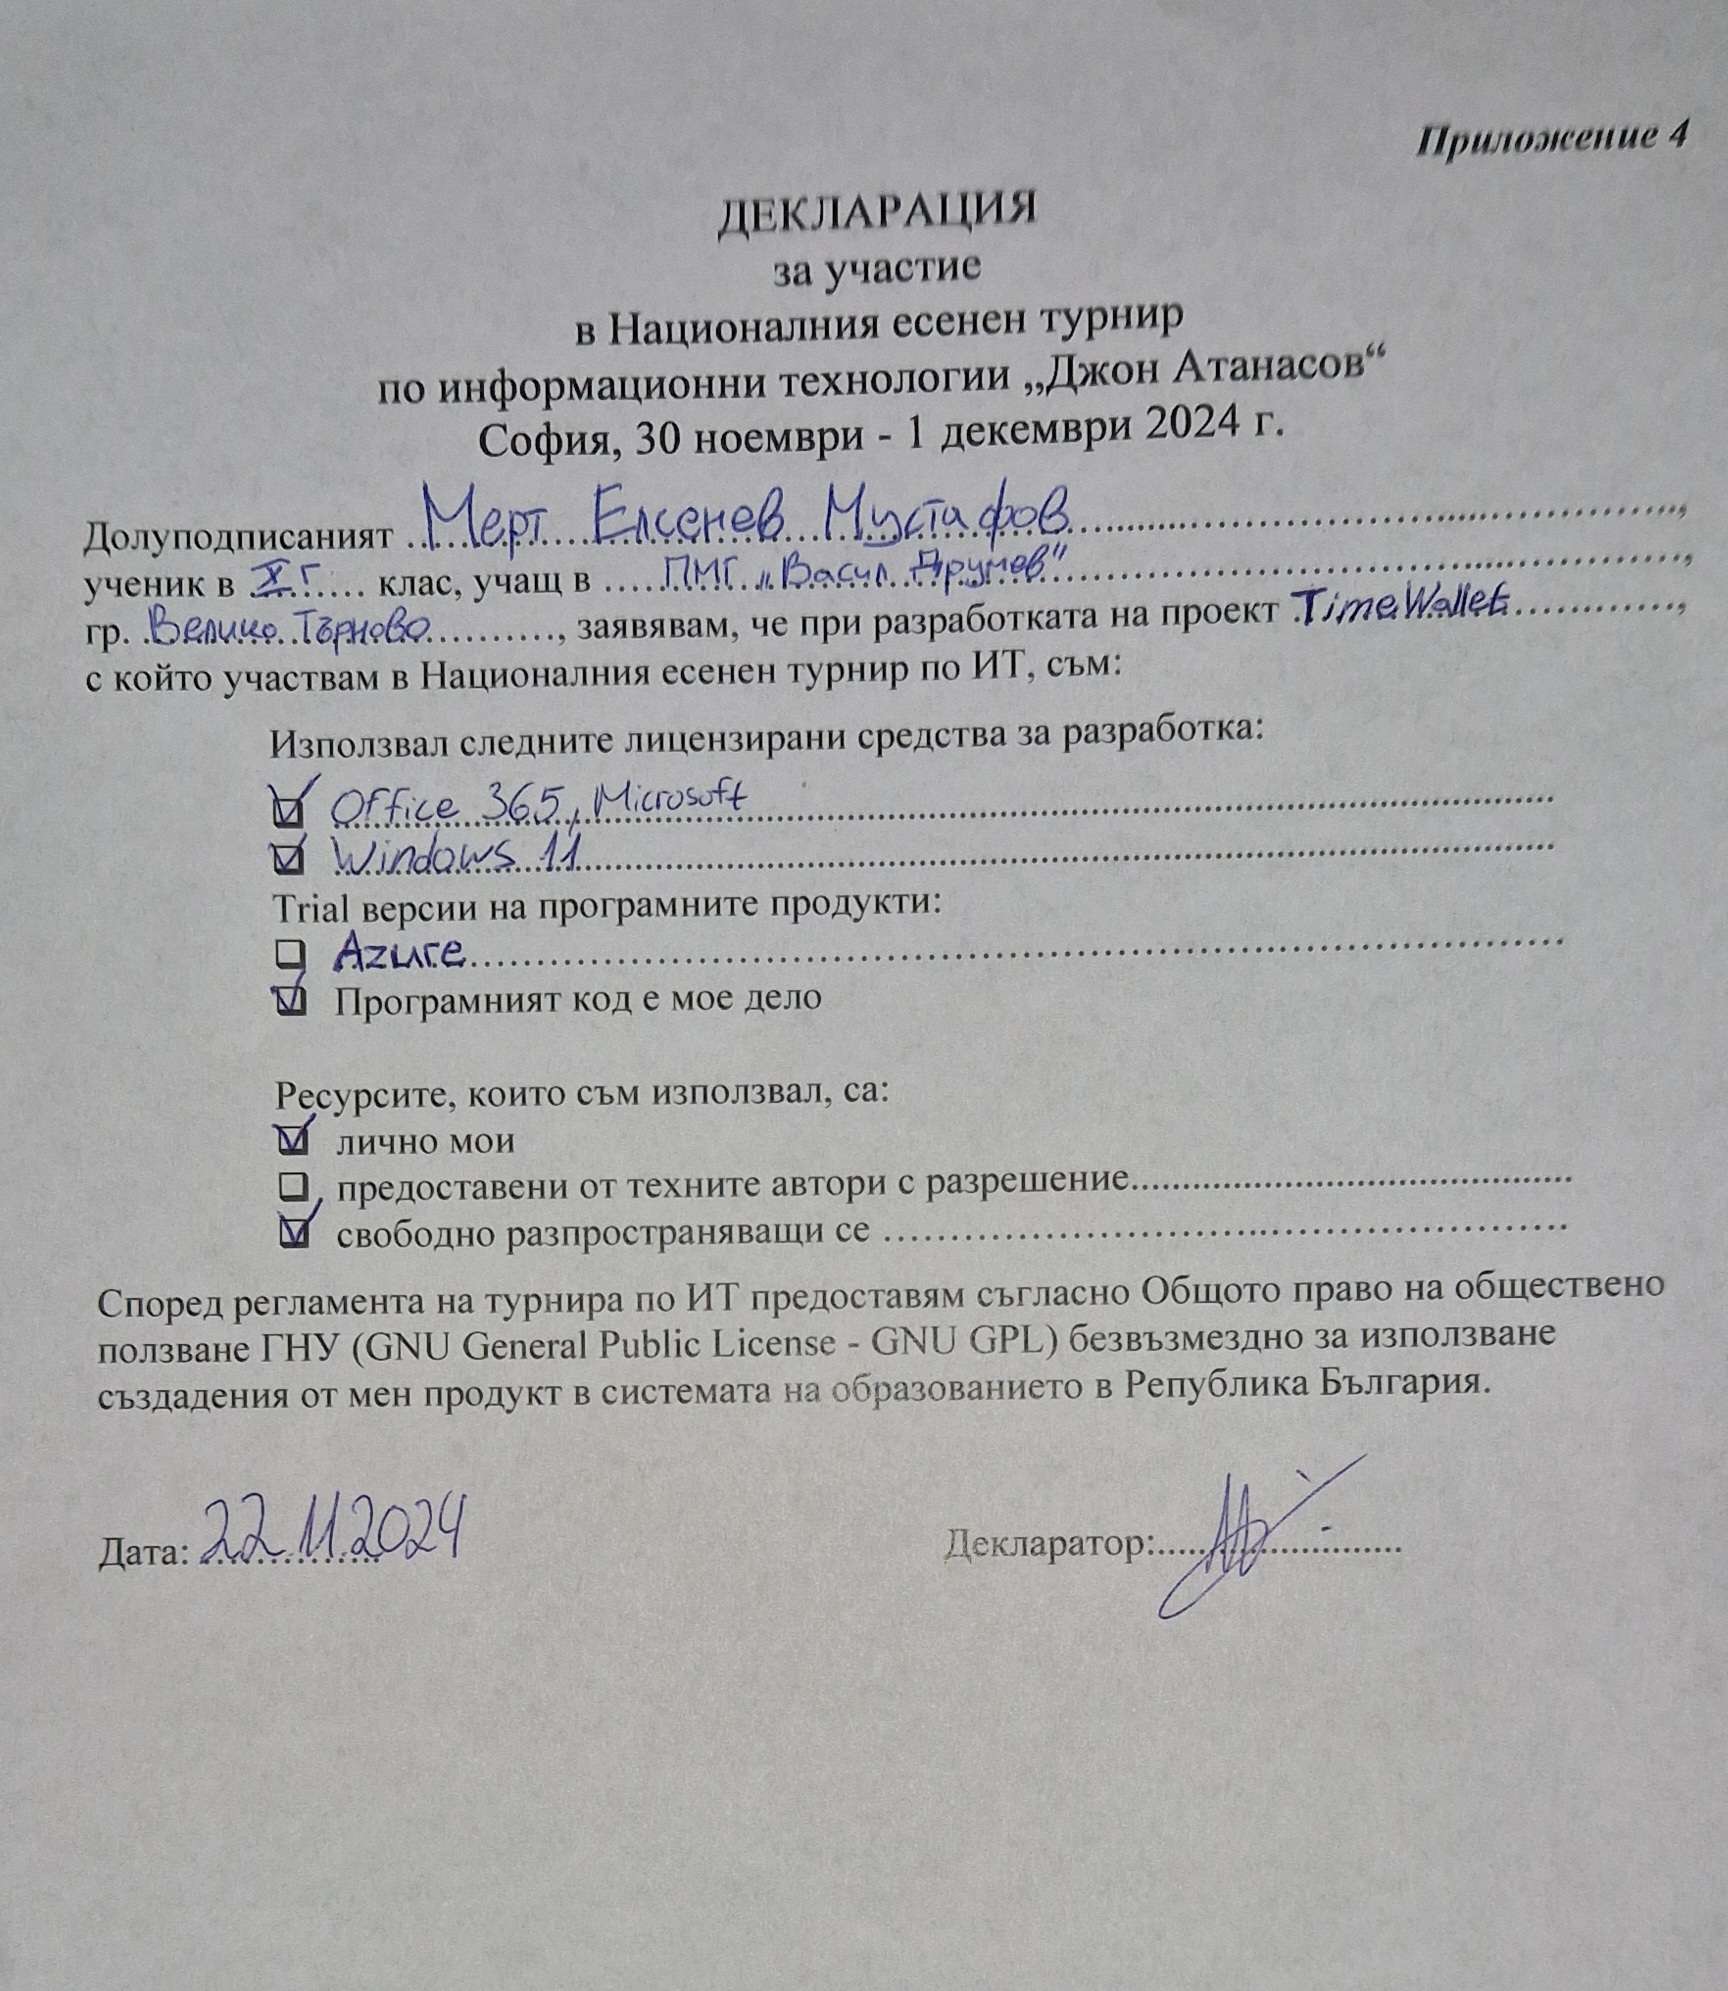 Приложение 4
ДЕКЛАРАЦИЯ
за участие
в Националния есенен турнир
по информационни технологии „Джон Атанасов“
София, 30 ноември - 1 декември 2024 г.
Долуподписаният Мерт Елсенев Мустафов,
ученик в X г клас, учащ в ПМГ „Васил Друмев",
гр. Велико Търново, заявявам, че при разработката на проект TimeWallet,
с който участвам в Националния есенен турнир по ИТ, съм:
Използвал следните лицензирани средства за разработка:
Office 365, Microsoft
Windows 11
Trial версии на програмните продукти:
Azure
Програмният код е мое дело
Ресурсите, които съм използвал, са:
лично мои
предоставени от техните автори с разрешение
свободно разпространяващи се
Според регламента на турнира по ИТ предоставям съгласно Общото право на обществено
ползване ГНУ (GNU General Public License - GNU GPL) безвъзмездно за използване
създадения от мен продукт в системата на образованието в Република България.
Дата: 22.11.2024 Декларатор: